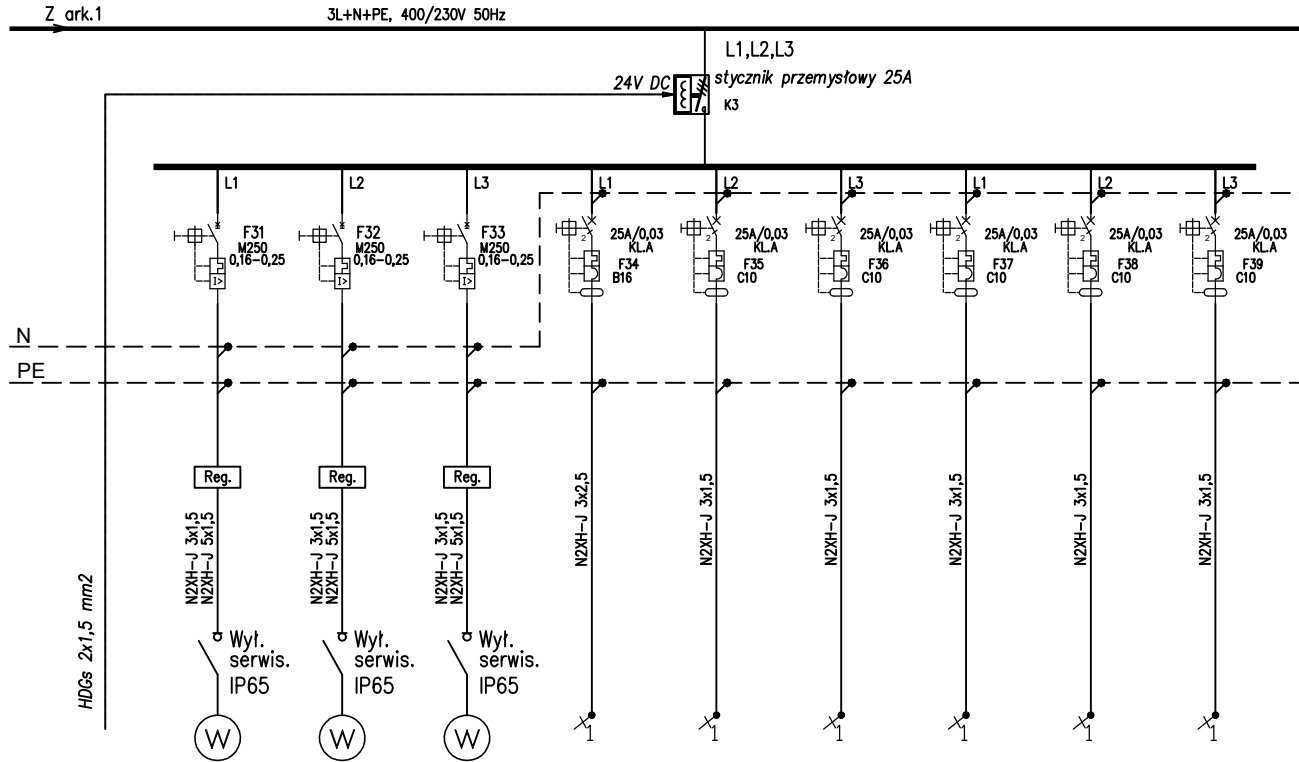 Z ark.1
3L+N+PE, 400/230V 50Hz
L1,L2,L3
24V DC
stycznik przemysłowy 25A
K3
L1
L2
L3
L1
L2
L3
L1
L2
L3
F31
M250
0,16-0,25
I>
F32
M250
0,16-0,25
I>
F33
M250
0,16-0,25
I>
2
25A/0,03
KL.A
F34
B16
2
25A/0,03
KL.A
F35
C10
2
25A/0,03
KL.A
F36
C10
2
25A/0,03
KL.A
F37
C10
2
25A/0,03
KL.A
F38
C10
2
25A/0,03
KL.A
F39
C10
N
PE
Reg.
Reg.
Reg.
HDGs 2x1,5 mm2
N2XH-J 3x1,5
N2XH-J 5x1,5
N2XH-J 3x1,5
N2XH-J 5x1,5
N2XH-J 3x1,5
N2XH-J 5x1,5
N2XH-J 3x2,5
N2XH-J 3x1,5
N2XH-J 3x1,5
N2XH-J 3x1,5
N2XH-J 3x1,5
N2XH-J 3x1,5
Wył.
serwis.
IP65
Wył.
serwis.
IP65
Wył.
serwis.
IP65
W
W
W
1
1
1
1
1
1